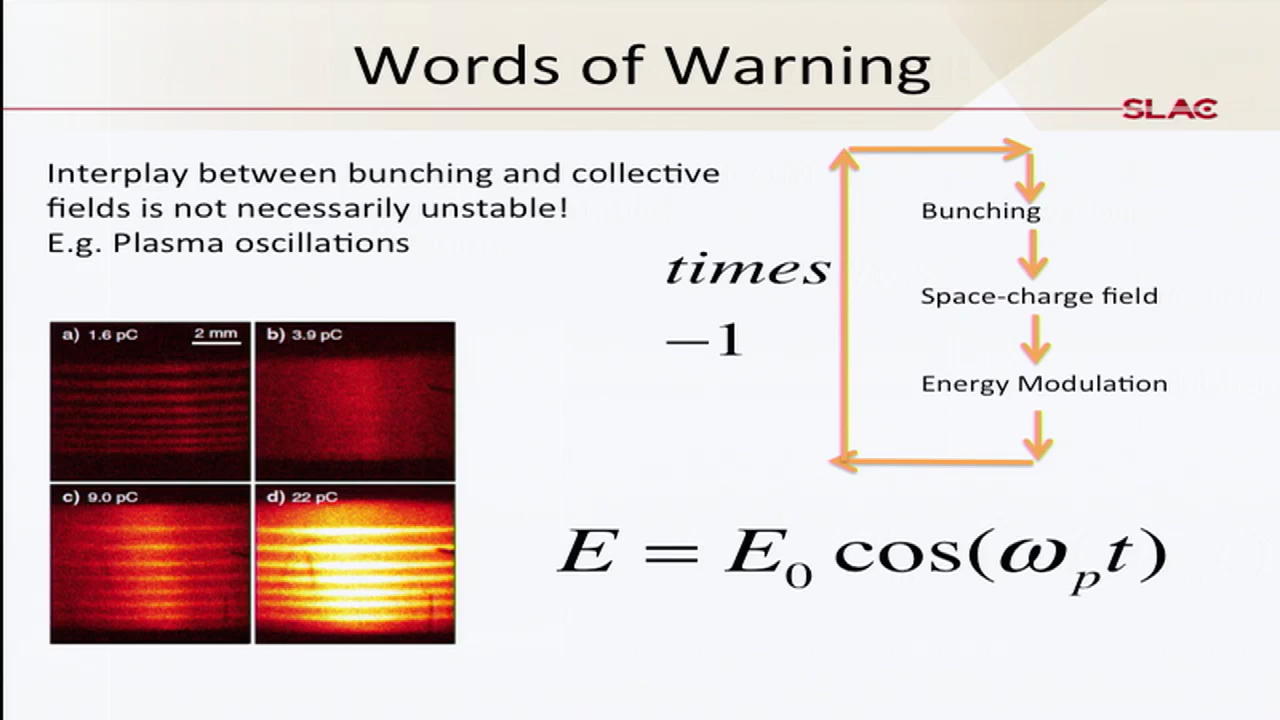 Words of Warning
SLAC
Interplay between bunching and collective
fields is not necessarily unstable!
E.g. Plasma oscillations
times
−1
Bunching
Space-charge field
Energy Modulation
a) 1.6 pC
2 mm
b) 3.9 pC
c) 9.0 pC
d) 22 pC
E = E₀ cos(ωₚt)